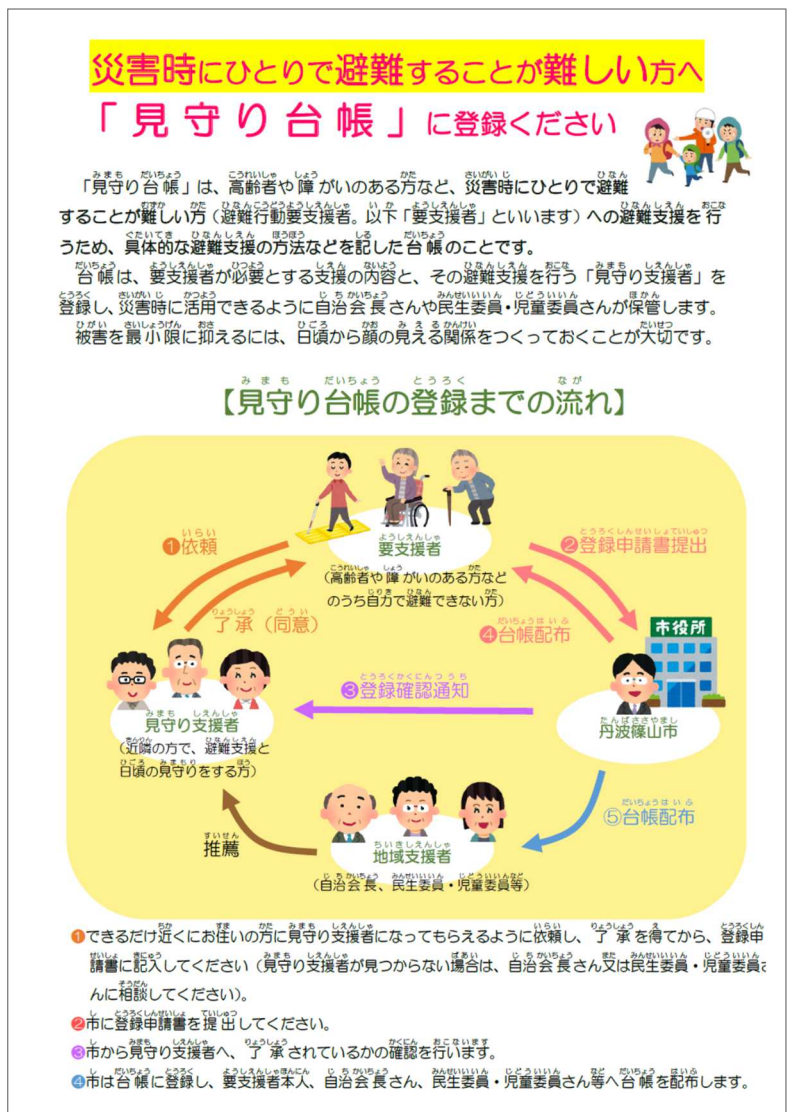 災害時にひとりで避難することが難しい方へ
「見守り台帳」に登録ください
「見守り台帳」は、高齢者や障がいのある方など、災害時にひとりで避難
することが難しい方(避難行動要支援者。以下「要支援者」といいます)への避難支援を行
うため、具体的な避難支援の方法などを記した台帳のことです。
台帳は、要支援者が必要とする支援の内容と、その避難支援を行う「見守り支援者」を
登録し、災害時に活用できるように自治会長さんや民生委員・児童委員さんが保管します。
被害を最小限に抑えるには、日頃から顔の見える関係をつくっておくことが大切です。
【見守り台帳の登録までの流れ】
❶依頼
了承(同意)
要支援者
(高齢者や障がいのある方など
のうち自力で避難できない方)
❷登録申請書提出
❹台帳配布
市役所
❸登録確認通知
見守り支援者
(近隣の方で、避難支援と
日頃の見守りをする方)
丹波篠山市
⑤台帳配布
推薦
地域支援者
(自治会長、民生委員・児童委員等)
❶できるだけ近くにお住いの方に見守り支援者になってもらえるように依頼し、了承を得てから、登録申
請書に記入してください(見守り支援者が見つからない場合は、自治会長さん又は民生委員・児童委員さ
んに相談してください)。
❷市に登録申請書を提出してください。
❸市から見守り支援者へ、了承されているかの確認を行います。
❹市は台帳に登録し、要支援者本人、自治会長さん、民生委員・児童委員さん等へ台帳を配布します。